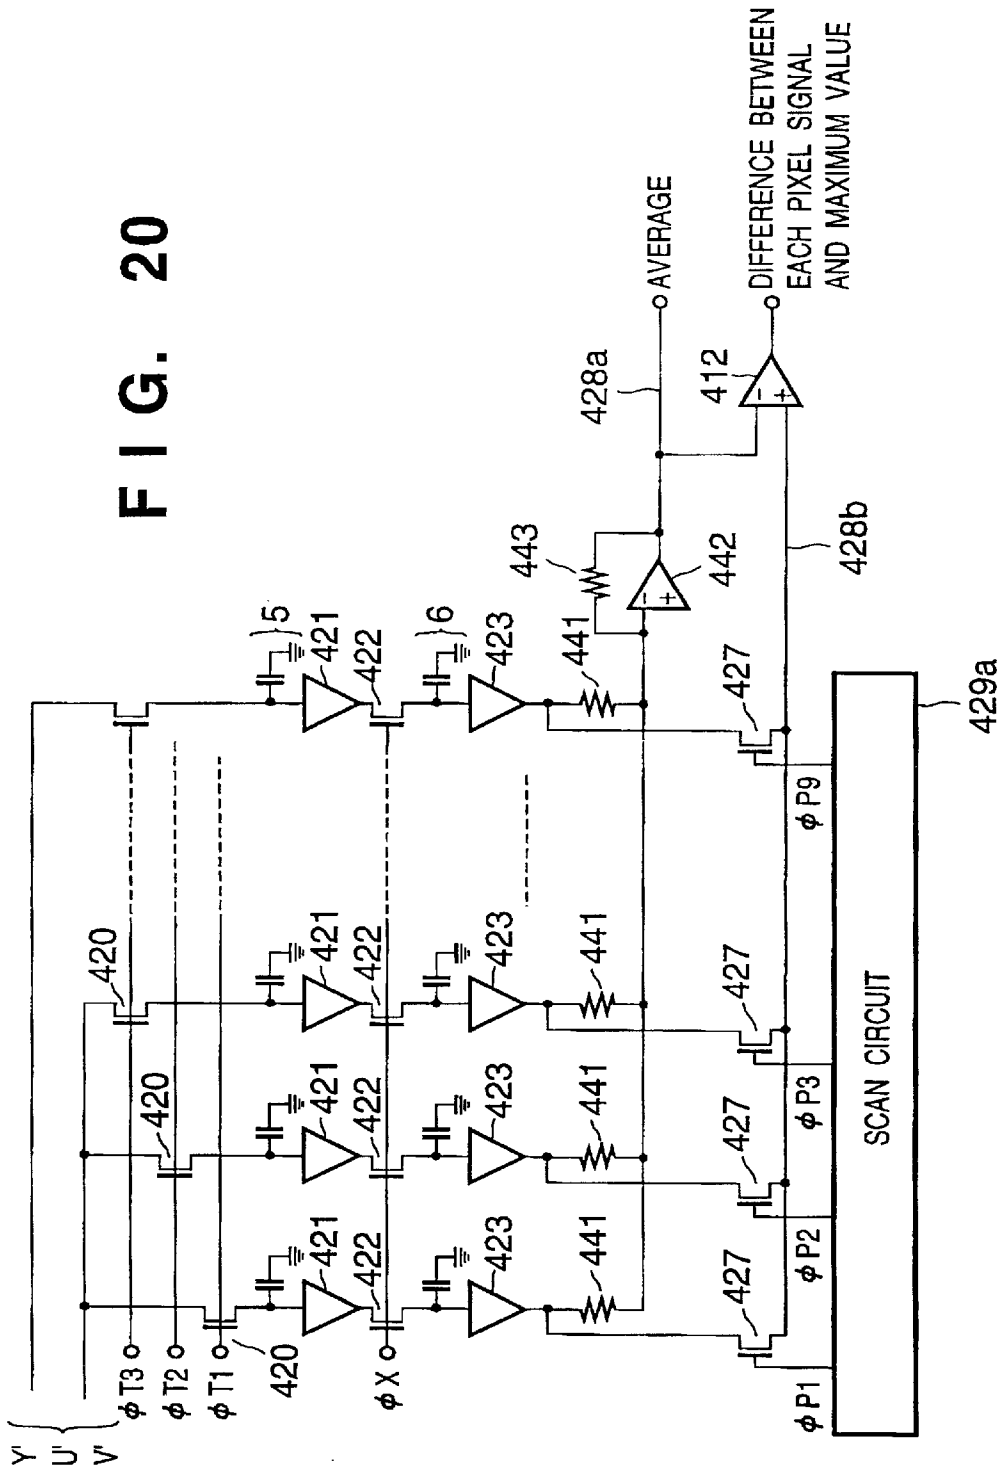 FIG. 20
Y'
U'
V'
φT3
φT2
φT1
420
420
420
5
421
421
421
421
φX
422
422
422
422
6
423
423
423
423
441
441
441
441
443
442
428a
AVERAGE
412
DIFFERENCE BETWEEN
EACH PIXEL SIGNAL
AND MAXIMUM VALUE
-
+
-
+
428b
427
427
427
427
φP1
φP2
φP3
φP9
SCAN CIRCUIT
429a